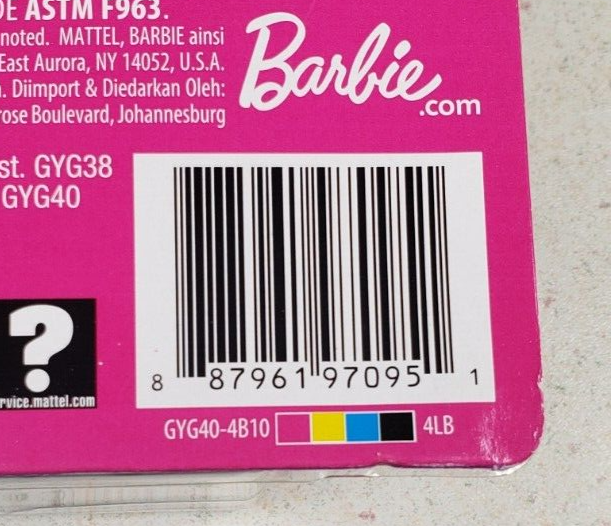 DE ASTM F963.
noted. MATTEL, BARBIE ainsi
East Aurora, NY 14052, U.S.A.
. Diimport & Diedarkan Oleh:
rose Boulevard, Johannesburg
Barbie
.com
st. GYG38
GYG40
8 87961 97095 1
?
rvice.mattel.com
GYG40-4B10 4LB